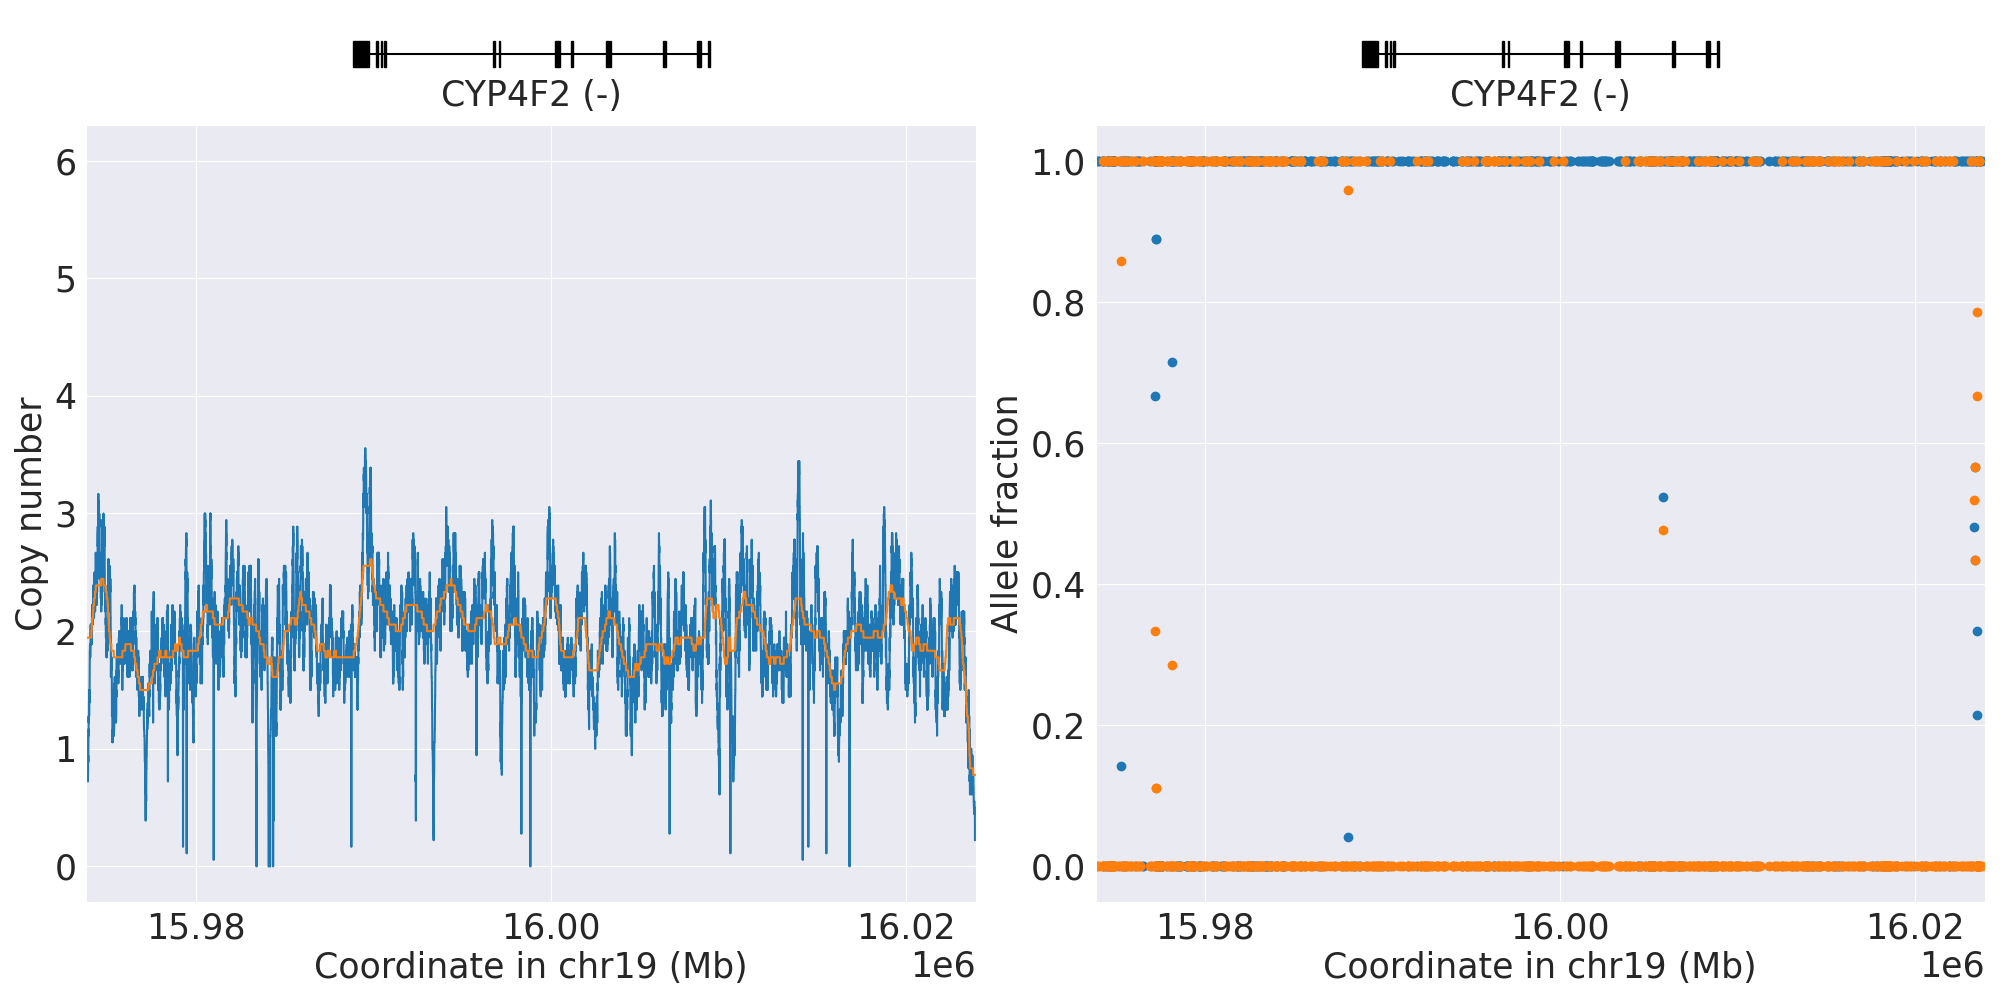 CYP4F2 (-)
CYP4F2 (-)
Copy number
6
5
4
3
2
1
0
15.98
16.00
16.02
Coordinate in chr19 (Mb)
1e6
Allele fraction
1.0
0.8
0.6
0.4
0.2
0.0
15.98
16.00
16.02
Coordinate in chr19 (Mb)
1e6